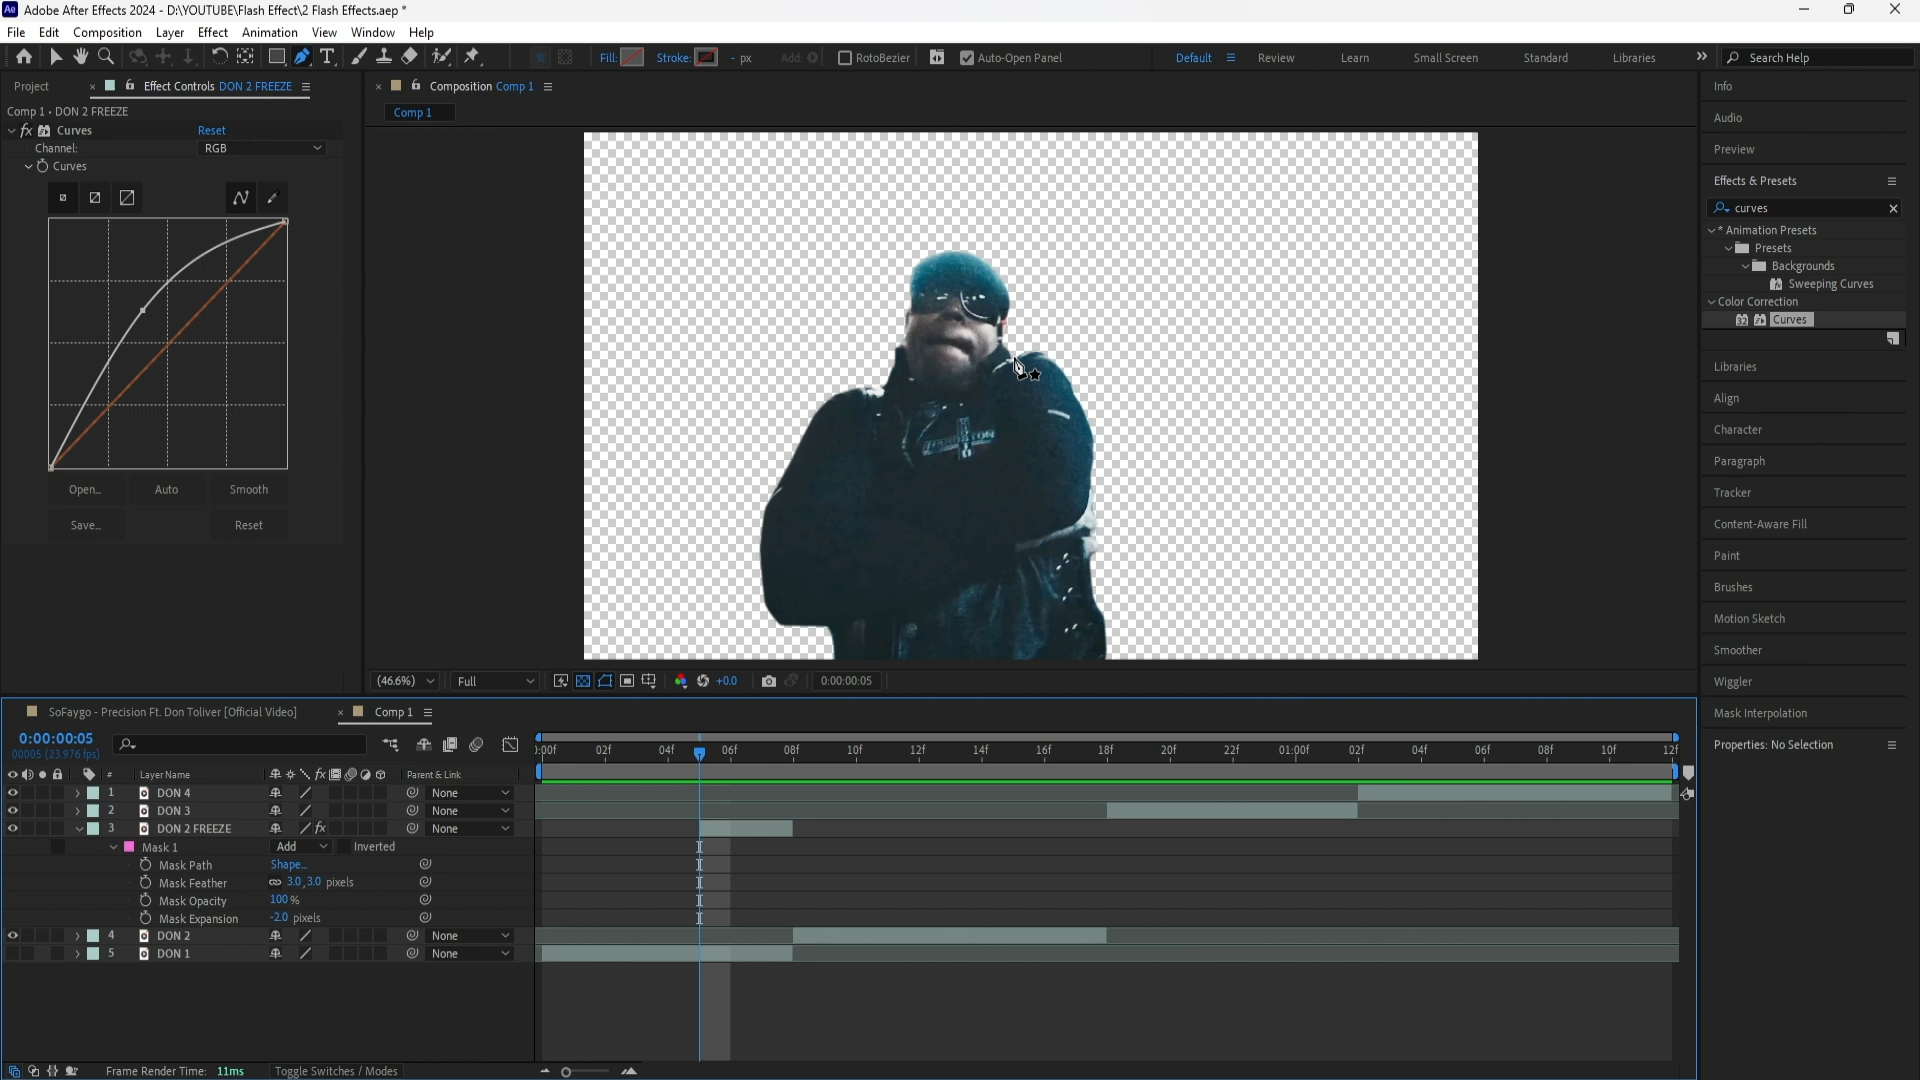 Adobe After Effects 2024 - D:\YOUTUBE\Flash Effect\2 Flash Effects.aep *
File Edit Composition Layer Effect Animation View Window Help
Fill: Stroke: - px Add: RotoBezier Auto-Open Panel Default Review Learn Small Screen Standard Libraries Search Help
Project Effect Controls DON 2 FREEZE
Comp 1 • DON 2 FREEZE
fx Curves Reset
Channel: RGB
Curves
Open... Auto Smooth
Save... Reset
Composition Comp 1
Comp 1
(46.6%) Full +0.0 0:00:00:05
Info
Audio
Preview
Effects & Presets
curves
* Animation Presets
Presets
Backgrounds
Sweeping Curves
Color Correction
32 Curves
Libraries
Align
Character
Paragraph
Tracker
Content-Aware Fill
Paint
Brushes
Motion Sketch
Smoother
Wiggler
Mask Interpolation
Properties: No Selection
SoFaygo - Precision Ft. Don Toliver [Official Video] Comp 1
0:00:00:05
00005 (23.976 fps)
):00f 02f 04f 06f 08f 10f 12f 14f 16f 18f 20f 22f 01:00f 02f 04f 06f 08f 10f 12f
# Layer Name Parent & Link
1 DON 4 None
2 DON 3 None
3 DON 2 FREEZE fx None
Mask 1 Add Inverted
Mask Path Shape...
Mask Feather 3.0,3.0 pixels
Mask Opacity 100 %
Mask Expansion -2.0 pixels
4 DON 2 None
5 DON 1 None
Frame Render Time: 11ms Toggle Switches / Modes